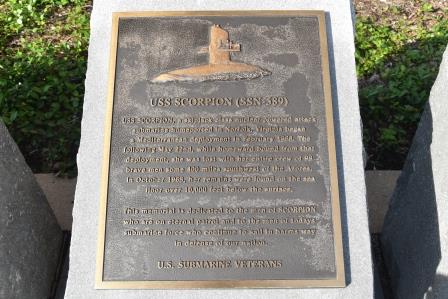 USS SCORPION (SSN-589)
USS SCORPION, a skipjack class nuclear powered attack
submarine homeported in Norfolk, Virginia began
a Mediterranean deployment in February 1968. The
following May 22nd, while homeward bound from that
deployment, she was lost with her entire crew of 99
brave men some 400 miles southwest of the Azores.
In October 1968, her remains were found on the sea
floor over 10,000 feet below the surface.
This memorial is dedicated to the men of SCORPION
who are on eternal patrol and to the men of todays
submarine force who continue to sail in harms way
in defense of our nation.
U.S. SUBMARINE VETERANS